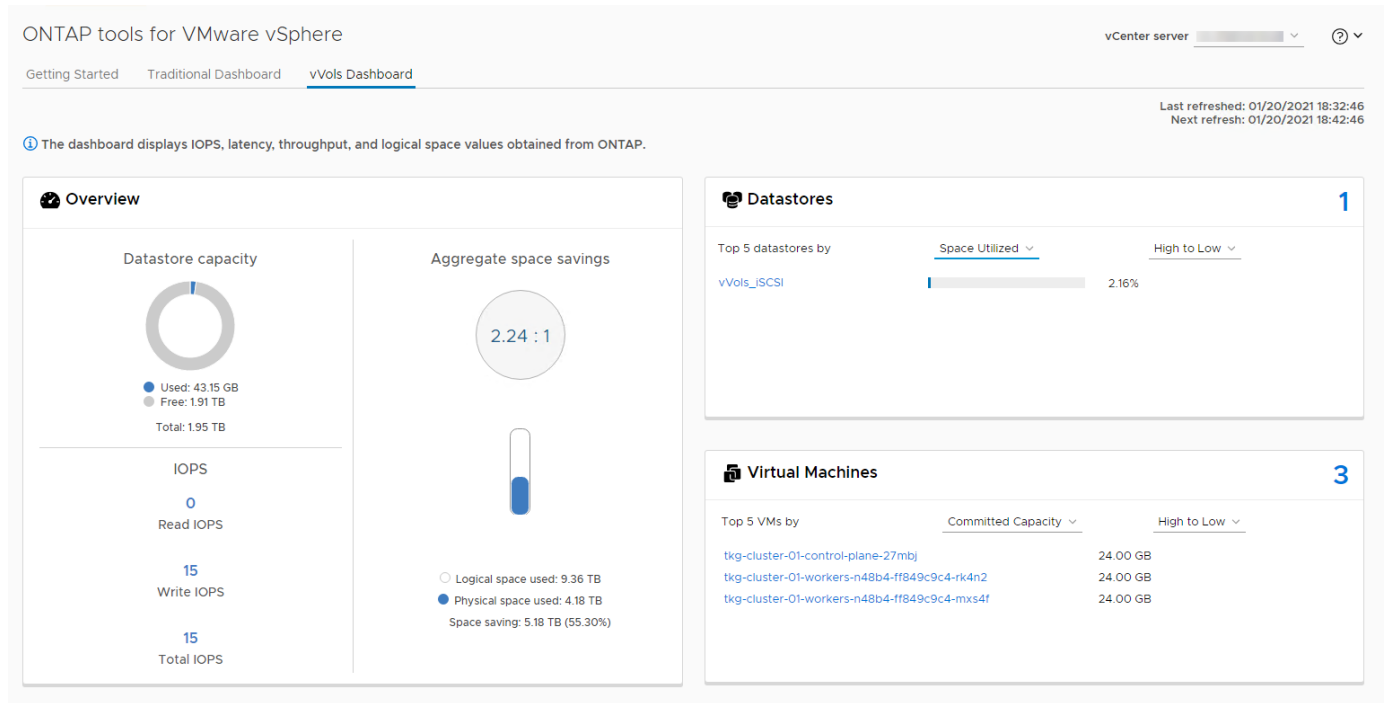 ONTAP tools for VMware vSphere
vCenter server
Getting Started Traditional Dashboard vVols Dashboard
Last refreshed: 01/20/2021 18:32:46
Next refresh: 01/20/2021 18:42:46
The dashboard displays IOPS, latency, throughput, and logical space values obtained from ONTAP.
Overview
Datastore capacity
Used: 43.15 GB
Free: 1.91 TB
Total: 1.95 TB
IOPS
0
Read IOPS
15
Write IOPS
15
Total IOPS
Aggregate space savings
2.24 : 1
Logical space used: 9.36 TB
Physical space used: 4.18 TB
Space saving: 5.18 TB (55.30%)
Datastores 1
Top 5 datastores by Space Utilized High to Low
vVols_iSCSI 2.16%
Virtual Machines 3
Top 5 VMs by Committed Capacity High to Low
tkg-cluster-01-control-plane-27mbj 24.00 GB
tkg-cluster-01-workers-n48b4-ff849c9c4-rk4n2 24.00 GB
tkg-cluster-01-workers-n48b4-ff849c9c4-mxs4f 24.00 GB